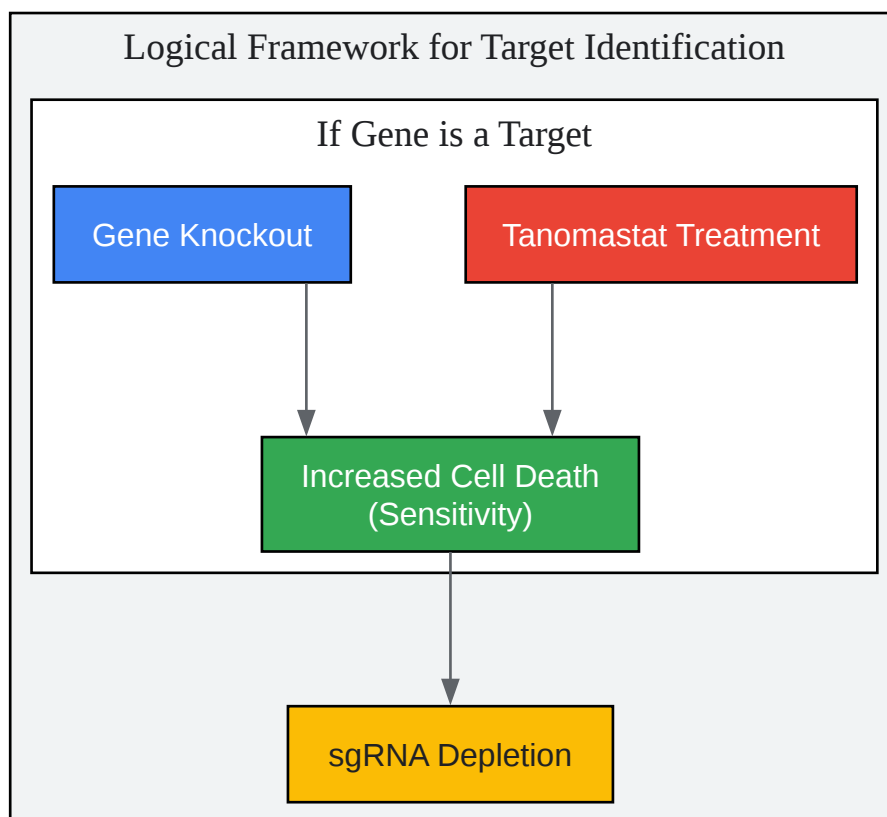 Logical Framework for Target Identification
If Gene is a Target
Gene Knockout
Tanomastat Treatment
Increased Cell Death
(Sensitivity)
sgRNA Depletion